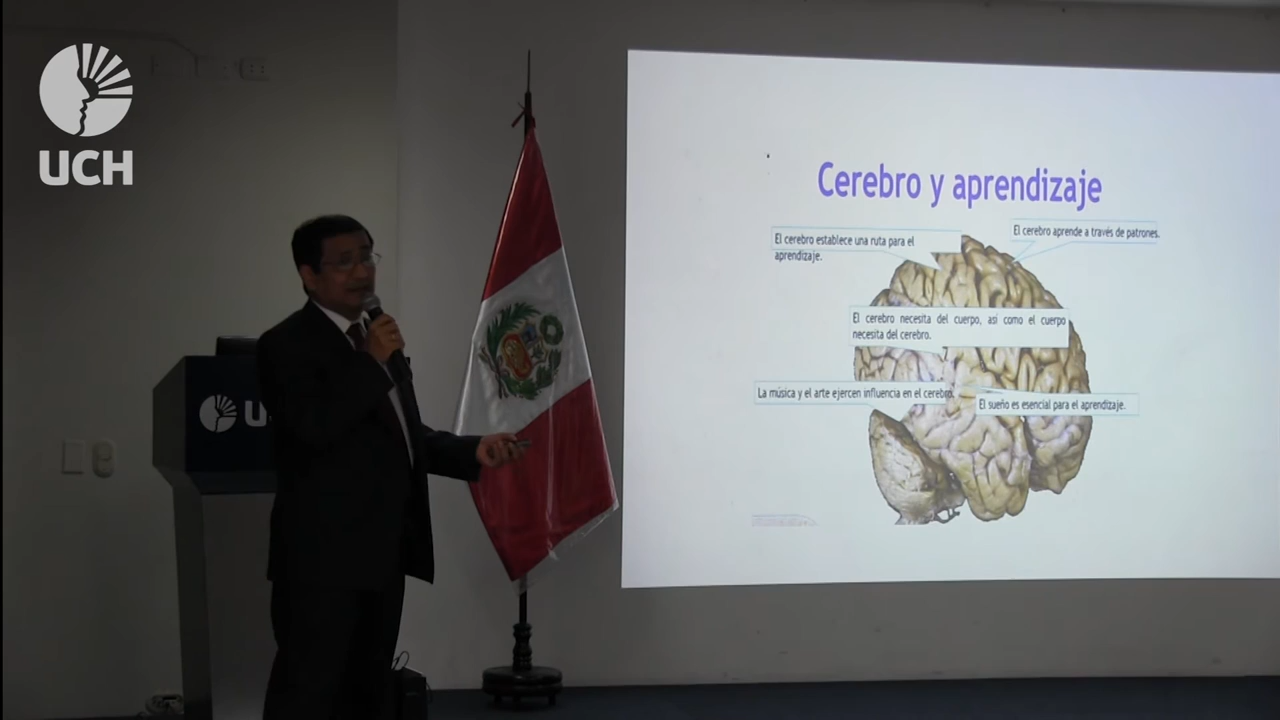 UCH
U
Cerebro y aprendizaje
El cerebro establece una ruta para el
aprendizaje.
El cerebro aprende a través de patrones.
El cerebro necesita del cuerpo, así como el cuerpo
necesita del cerebro.
La música y el arte ejercen influencia en el cerebro.
El sueño es esencial para el aprendizaje.